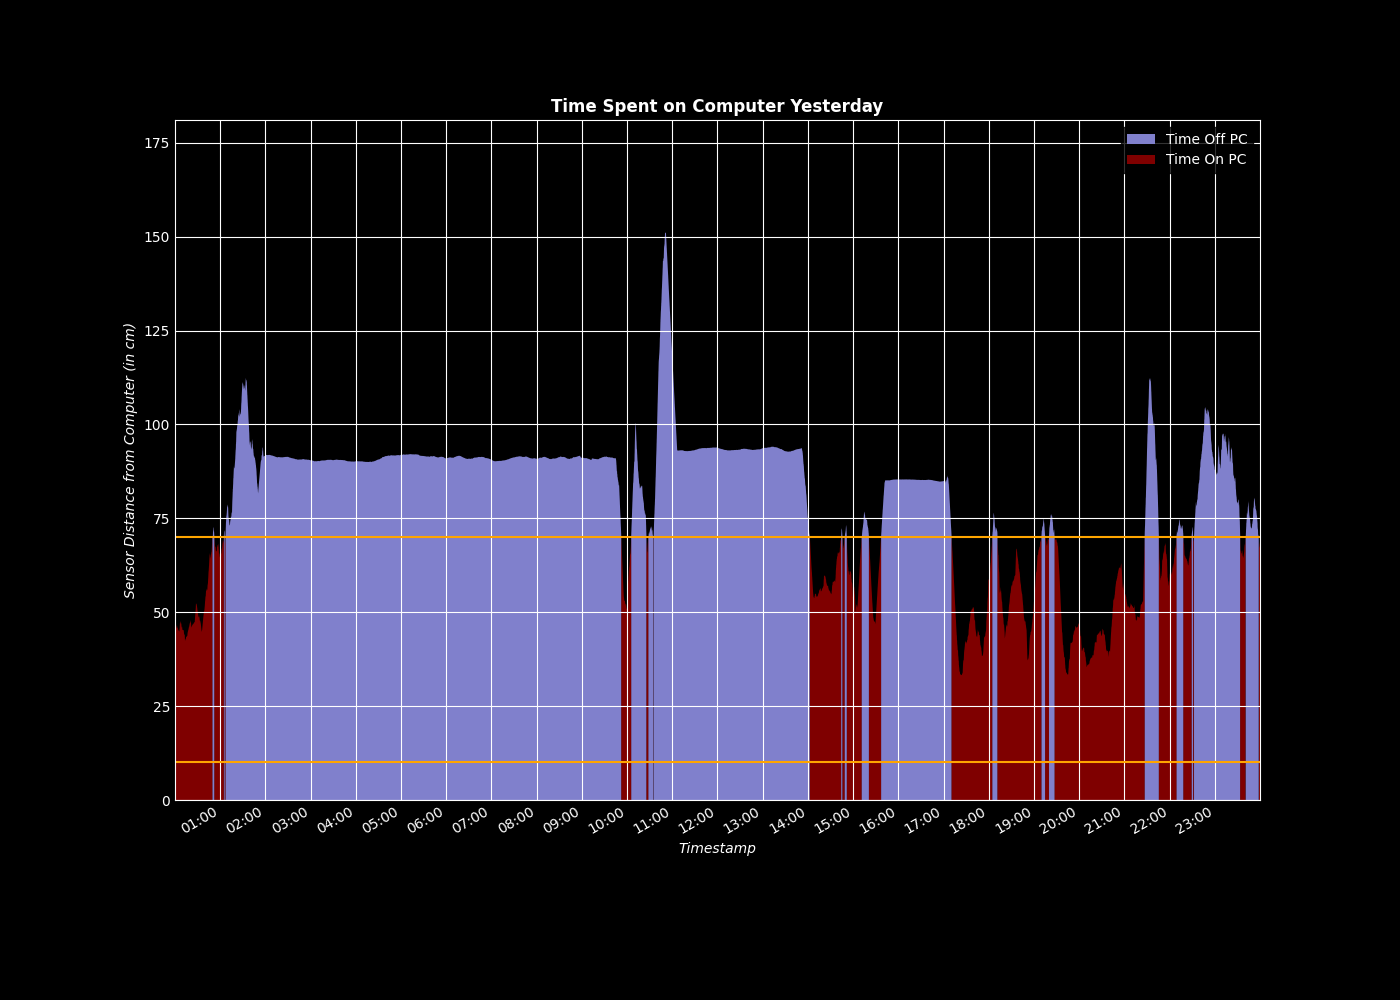 Time Spent on Computer Yesterday
Time Off PC
Time On PC
175
150
125
100
75
50
25
0
Sensor Distance from Computer (in cm)
01:00 02:00 03:00 04:00 05:00 06:00 07:00 08:00 09:00 10:00 11:00 12:00 13:00 14:00 15:00 16:00 17:00 18:00 19:00 20:00 21:00 22:00 23:00
Timestamp